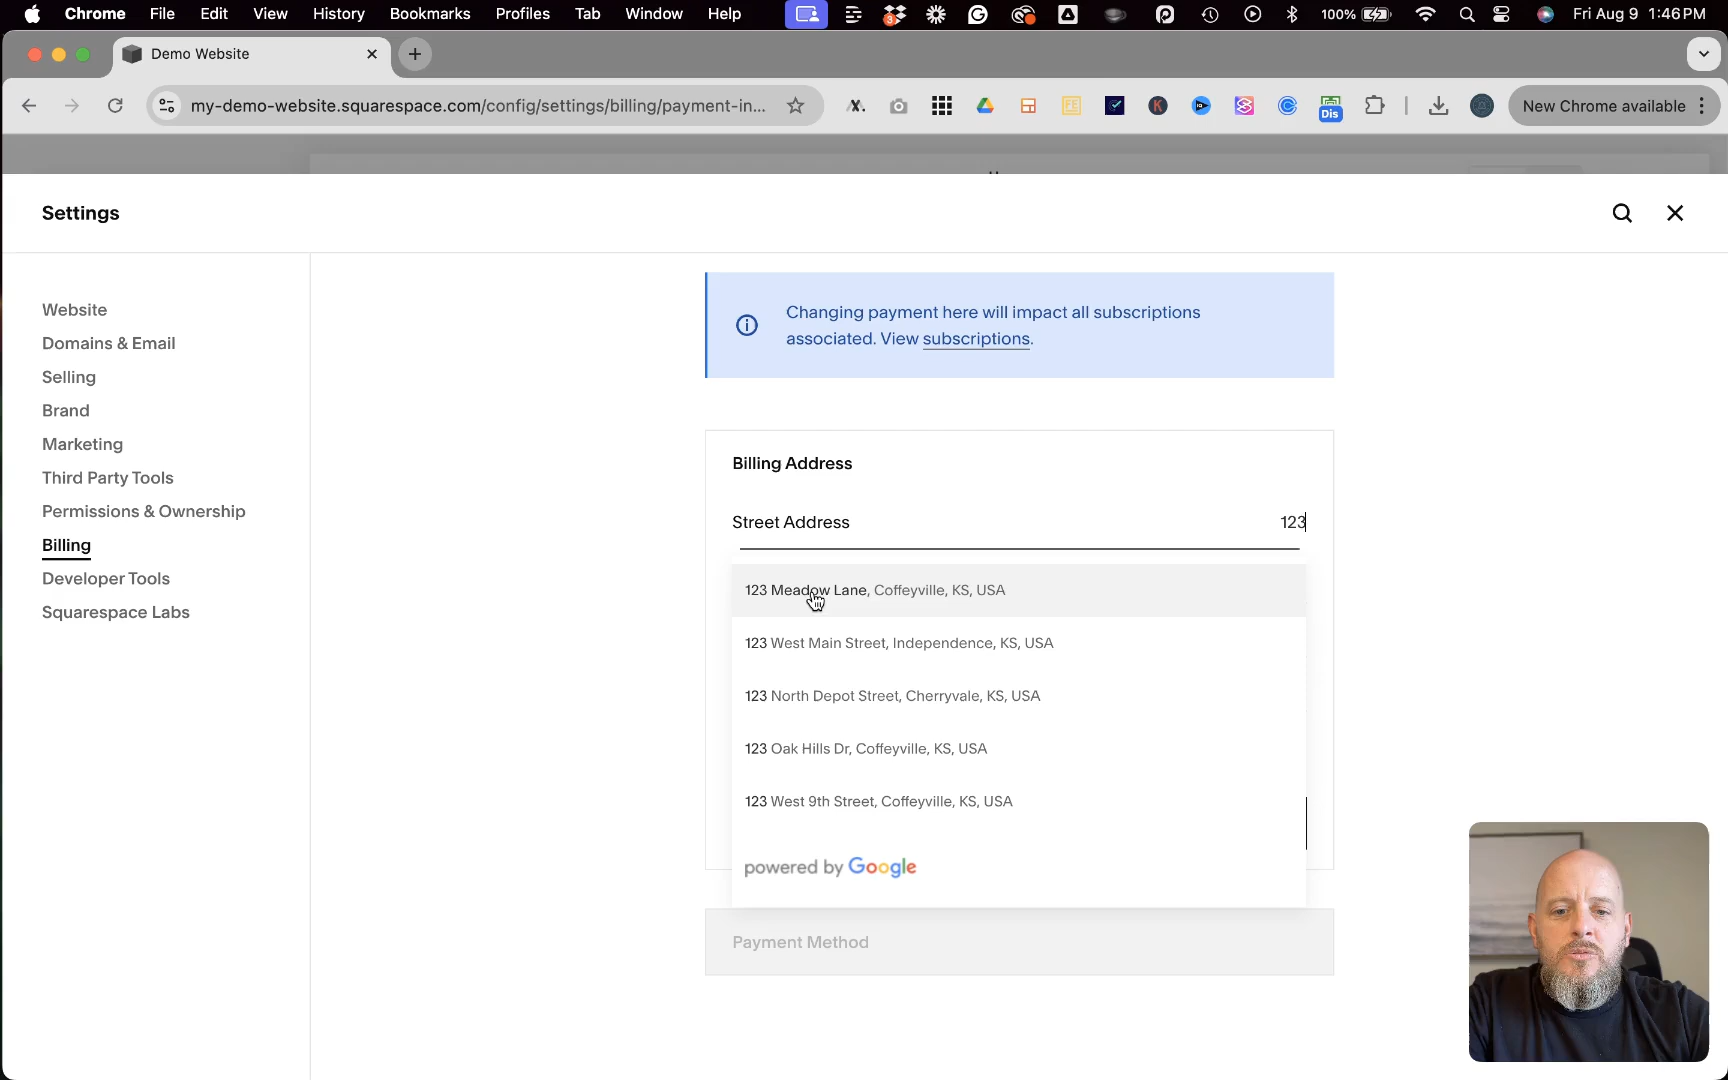 Chrome File Edit View History Bookmarks Profiles Tab Window Help 3 100% Fri Aug 9 1:46 PM
Demo Website
my-demo-website.squarespace.com/config/settings/billing/payment-in... FE K Dis New Chrome available
Settings
Website
Domains & Email
Selling
Brand
Marketing
Third Party Tools
Permissions & Ownership
Billing
Developer Tools
Squarespace Labs
Changing payment here will impact all subscriptions
associated. View subscriptions.
Billing Address
Street Address 123
123 Meadow Lane, Coffeyville, KS, USA
123 West Main Street, Independence, KS, USA
123 North Depot Street, Cherryvale, KS, USA
123 Oak Hills Dr, Coffeyville, KS, USA
123 West 9th Street, Coffeyville, KS, USA
powered by Google
Payment Method